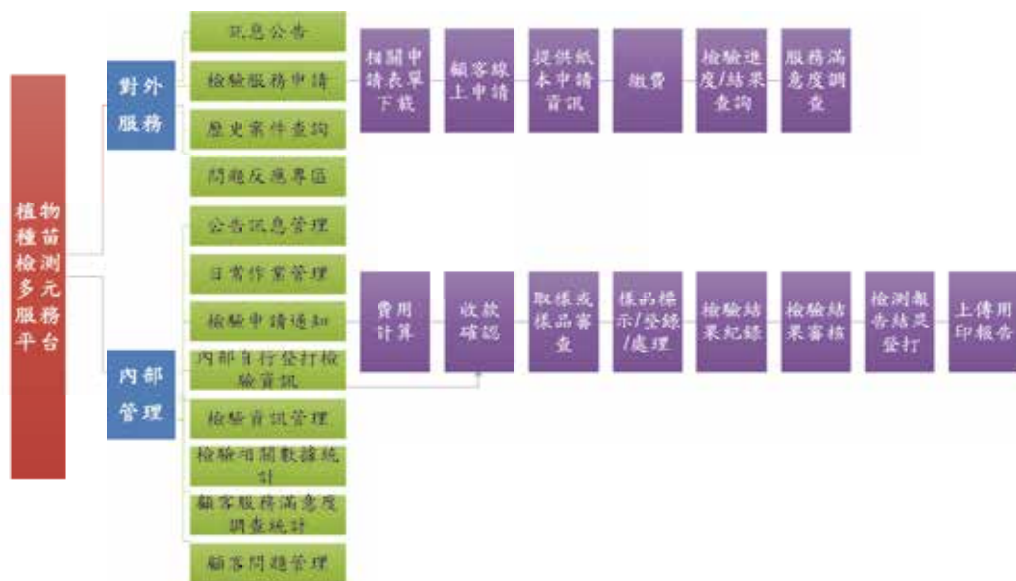 植物
種苗
檢測
多元
服務
平台
對外
服務
訊息公告
檢驗服務申請
歷史案件查詢
問題反應專區
相關申
請表單
下載
顧客線
上申請
提供紙
本申請
資訊
繳費
檢驗進
度/結果
查詢
服務滿
意度調
查
內部
管理
公告訊息管理
日常作業管理
檢驗申請通知
內部自行登打檢
驗資訊
檢驗資訊管理
檢驗相關數據統
計
顧客服務滿意度
調查統計
顧客問題管理
費用
計算
收款
確認
取樣或
樣品審
查
樣品標
示/登錄
/處理
檢驗結
果紀錄
檢驗結
果審核
檢測報
告結果
登打
上傳用
印報告